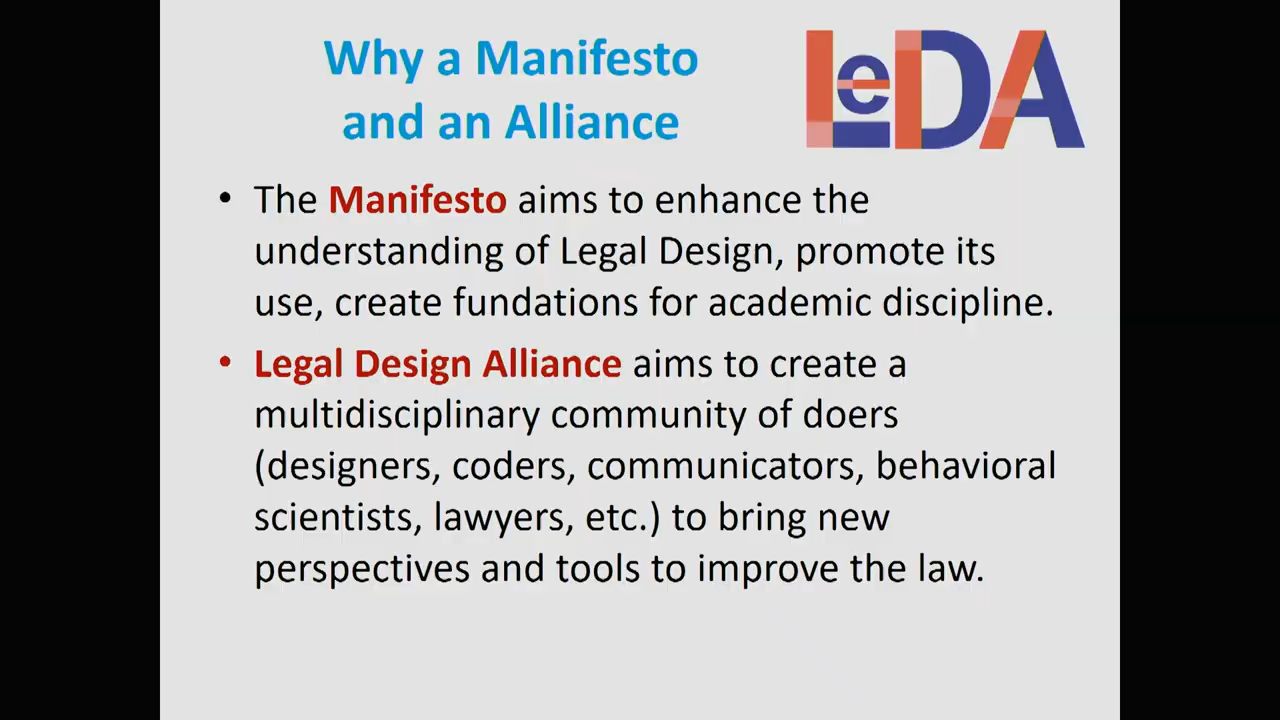 Why a Manifesto
and an Alliance
LeDA
• The Manifesto aims to enhance the
understanding of Legal Design, promote its
use, create fundations for academic discipline.
• Legal Design Alliance aims to create a
multidisciplinary community of doers
(designers, coders, communicators, behavioral
scientists, lawyers, etc.) to bring new
perspectives and tools to improve the law.